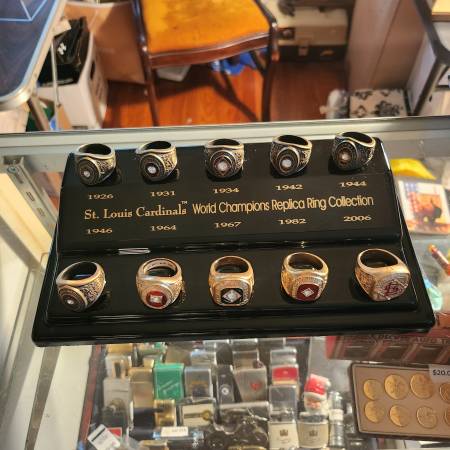 1926 1931 1934 1942 1944
St. Louis Cardinals™ World Champions Replica Ring Collection
1946 1964 1967 1982 2006
$20.0